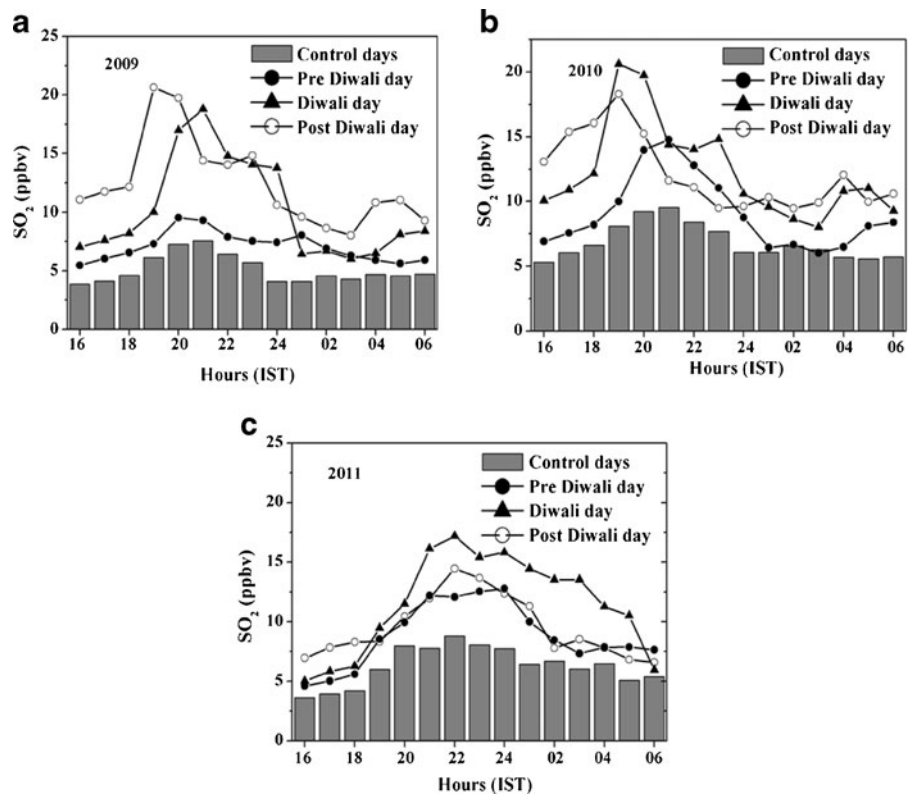 a
2009
Control days
Pre Diwali day
Diwali day
Post Diwali day
25
20
15
10
5
0
SO2 (ppbv)
16 18 20 22 24 02 04 06
Hours (IST)
b
2010
Control days
Pre Diwali day
Diwali day
Post Diwali day
20
15
10
5
0
SO2 (ppbv)
16 18 20 22 24 02 04 06
Hours (IST)
c
2011
Control days
Pre Diwali day
Diwali day
Post Diwali day
25
20
15
10
5
0
SO2 (ppbv)
16 18 20 22 24 02 04 06
Hours (IST)